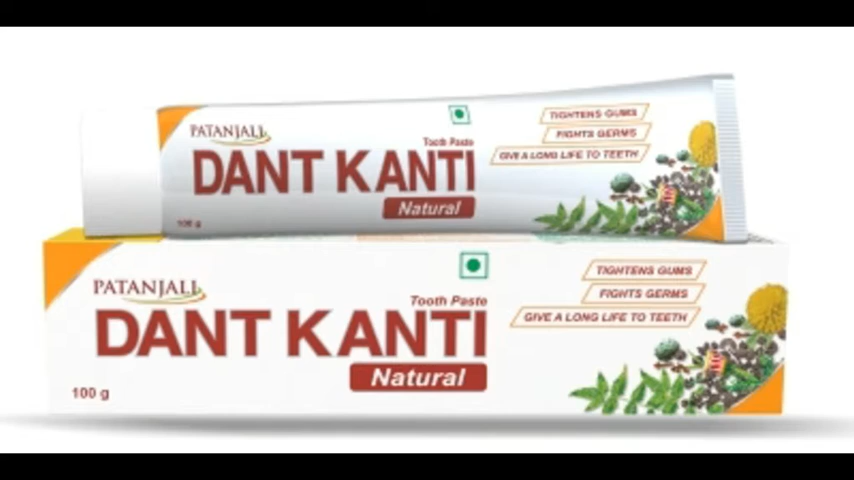 PATANJALI
Tooth Paste
DANT KANTI
Natural
100 g
TIGHTENS GUMS
FIGHTS GERMS
GIVE A LONG LIFE TO TEETH
PATANJALI
Tooth Paste
DANT KANTI
Natural
100 g
TIGHTENS GUMS
FIGHTS GERMS
GIVE A LONG LIFE TO TEETH